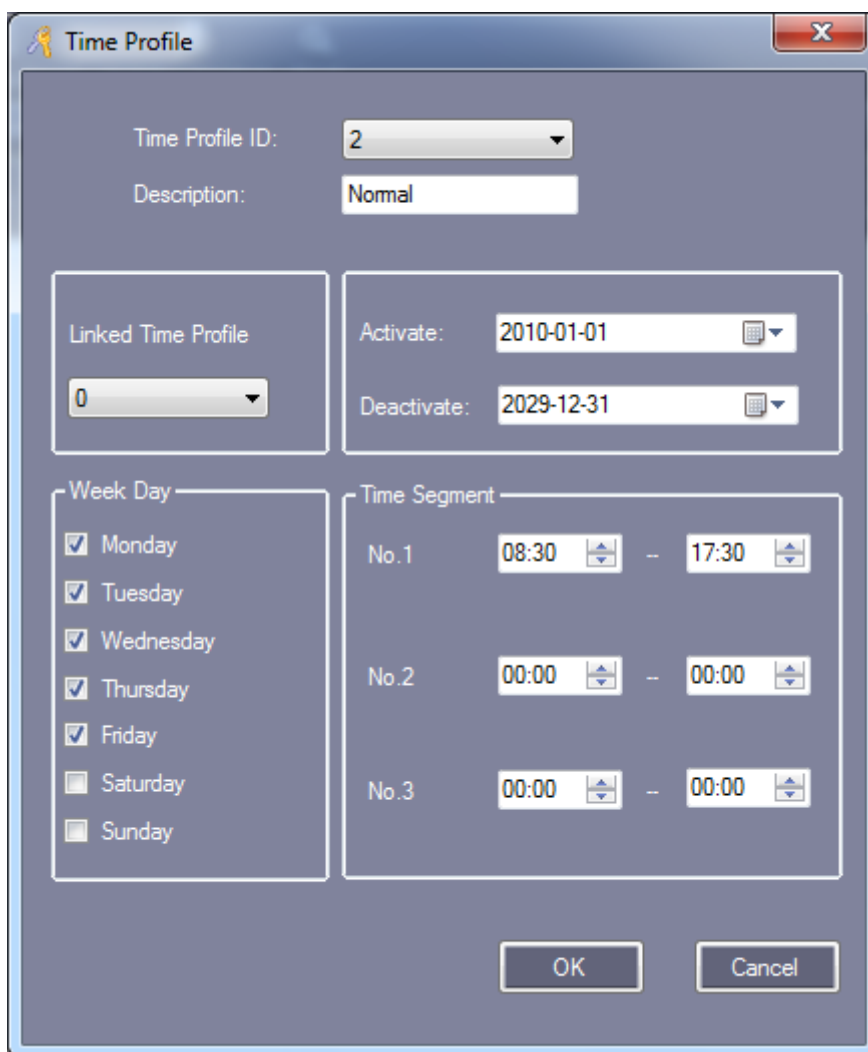 Time Profile
Time Profile ID: 2
Description: Normal
Linked Time Profile
0
Activate: 2010-01-01
Deactivate: 2029-12-31
Week Day
Monday
Tuesday
Wednesday
Thursday
Friday
Saturday
Sunday
Time Segment
No.1 08:30 -- 17:30
No.2 00:00 -- 00:00
No.3 00:00 -- 00:00
OK Cancel